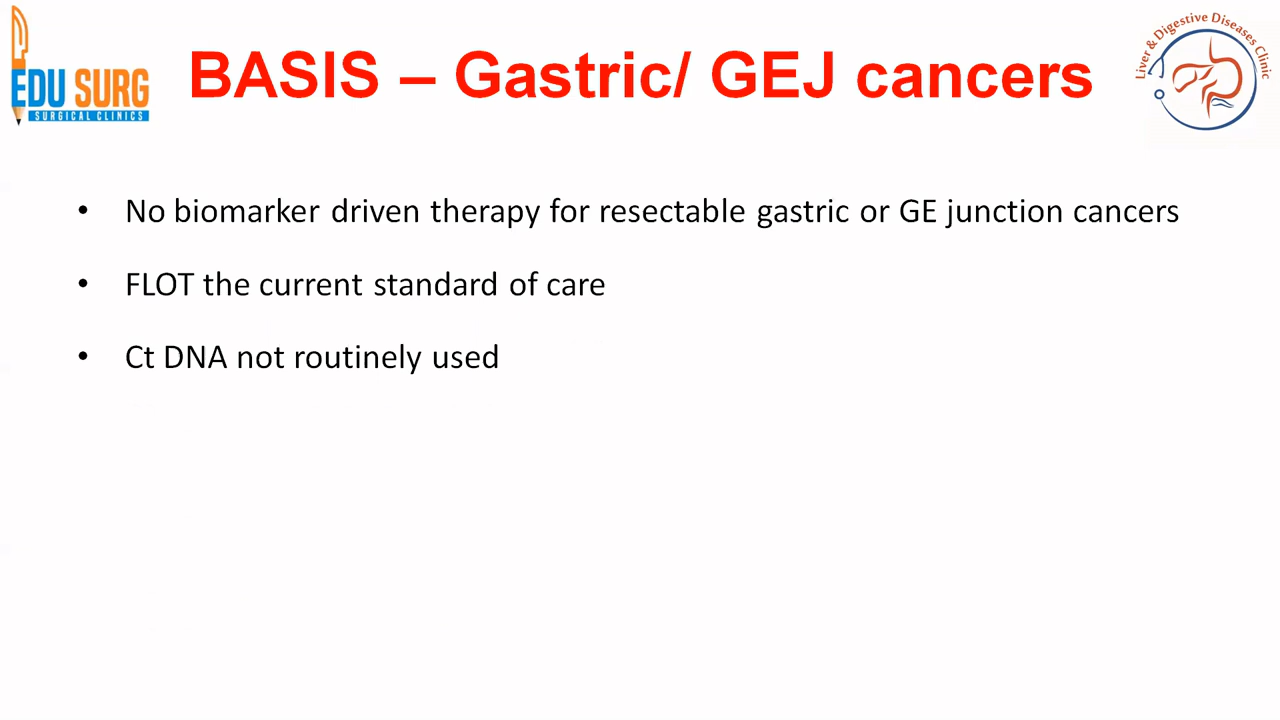 EDU SURG
SURGICAL CLINICS
BASIS – Gastric/ GEJ cancers
Liver & Digestive Diseases Clinic
• No biomarker driven therapy for resectable gastric or GE junction cancers
• FLOT the current standard of care
• Ct DNA not routinely used